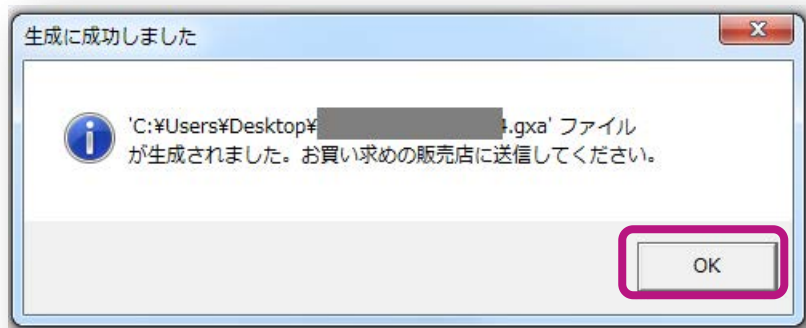 生成に成功しました
'C:¥Users¥Desktop¥ 4.gxa' ファイル
が生成されました。お買い求めの販売店に送信してください。
OK